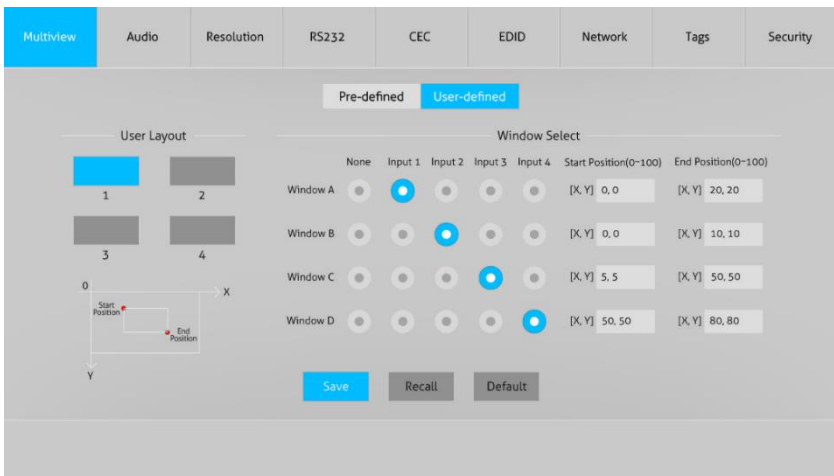 Multiview Audio Resolution RS232 CEC EDID Network Tags Security
Pre-defined User-defined
User Layout
Window Select
None Input 1 Input 2 Input 3 Input 4 Start Position(0~100) End Position(0~100)
Window A [X, Y] 0, 0 [X, Y] 20, 20
1 2
Window B [X, Y] 0, 0 [X, Y] 10, 10
3 4
Window C [X, Y] 5, 5 [X, Y] 50, 50
0
X
Start
Position
End
Position
Y
Window D [X, Y] 50, 50 [X, Y] 80, 80
Save Recall Default